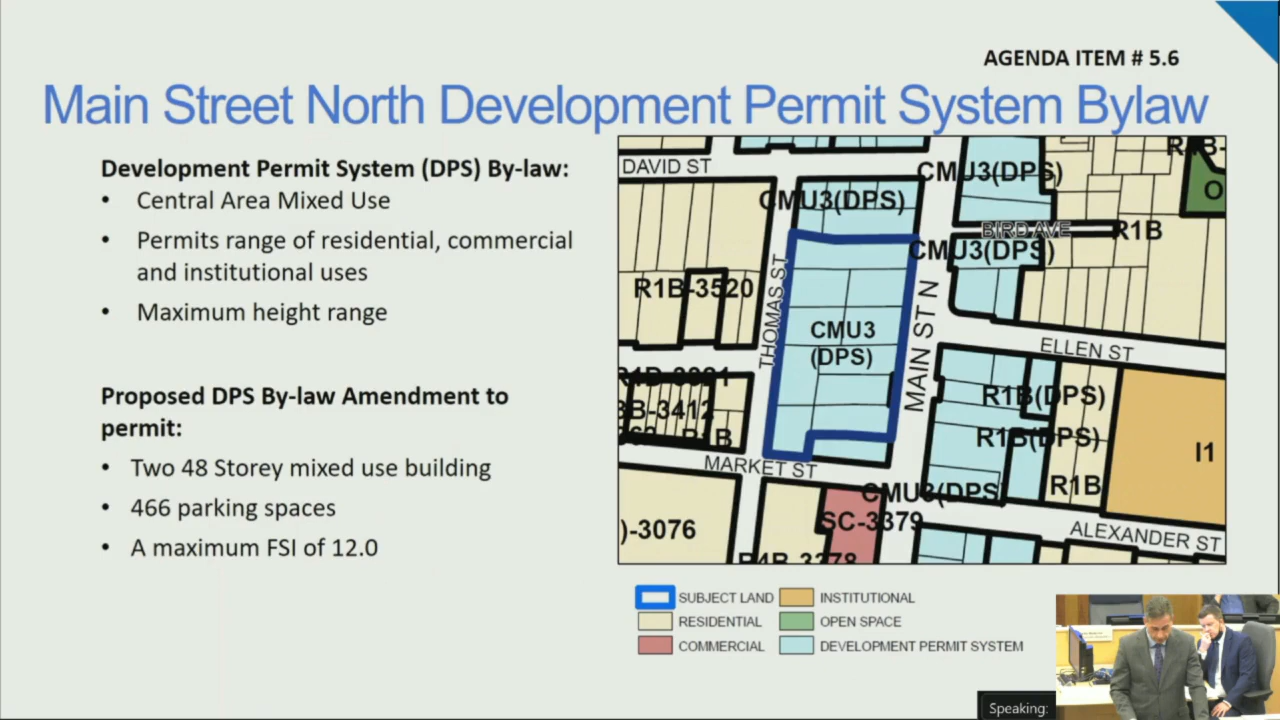 AGENDA ITEM # 5.6
Main Street North Development Permit System Bylaw
Development Permit System (DPS) By-law:
• Central Area Mixed Use
• Permits range of residential, commercial
and institutional uses
• Maximum height range
Proposed DPS By-law Amendment to
permit:
• Two 48 Storey mixed use building
• 466 parking spaces
• A maximum FSI of 12.0
DAVID ST
CMU3(DPS)
R4B-
CMU3(DPS)
O
BIRD AVE
R1B
CMU3(DPS)
R1B-3520
THOMAS ST
MAIN ST N
CMU3
(DPS)
ELLEN ST
R1B(DPS)
3B-3412
R1B
R1B(DPS)
I1
MARKET ST
R1B
CMU3(DPS)
SC-3379
)-3076
ALEXANDER ST
R4B-3278
SUBJECT LAND
INSTITUTIONAL
RESIDENTIAL
OPEN SPACE
COMMERCIAL
DEVELOPMENT PERMIT SYSTEM
Speaking: